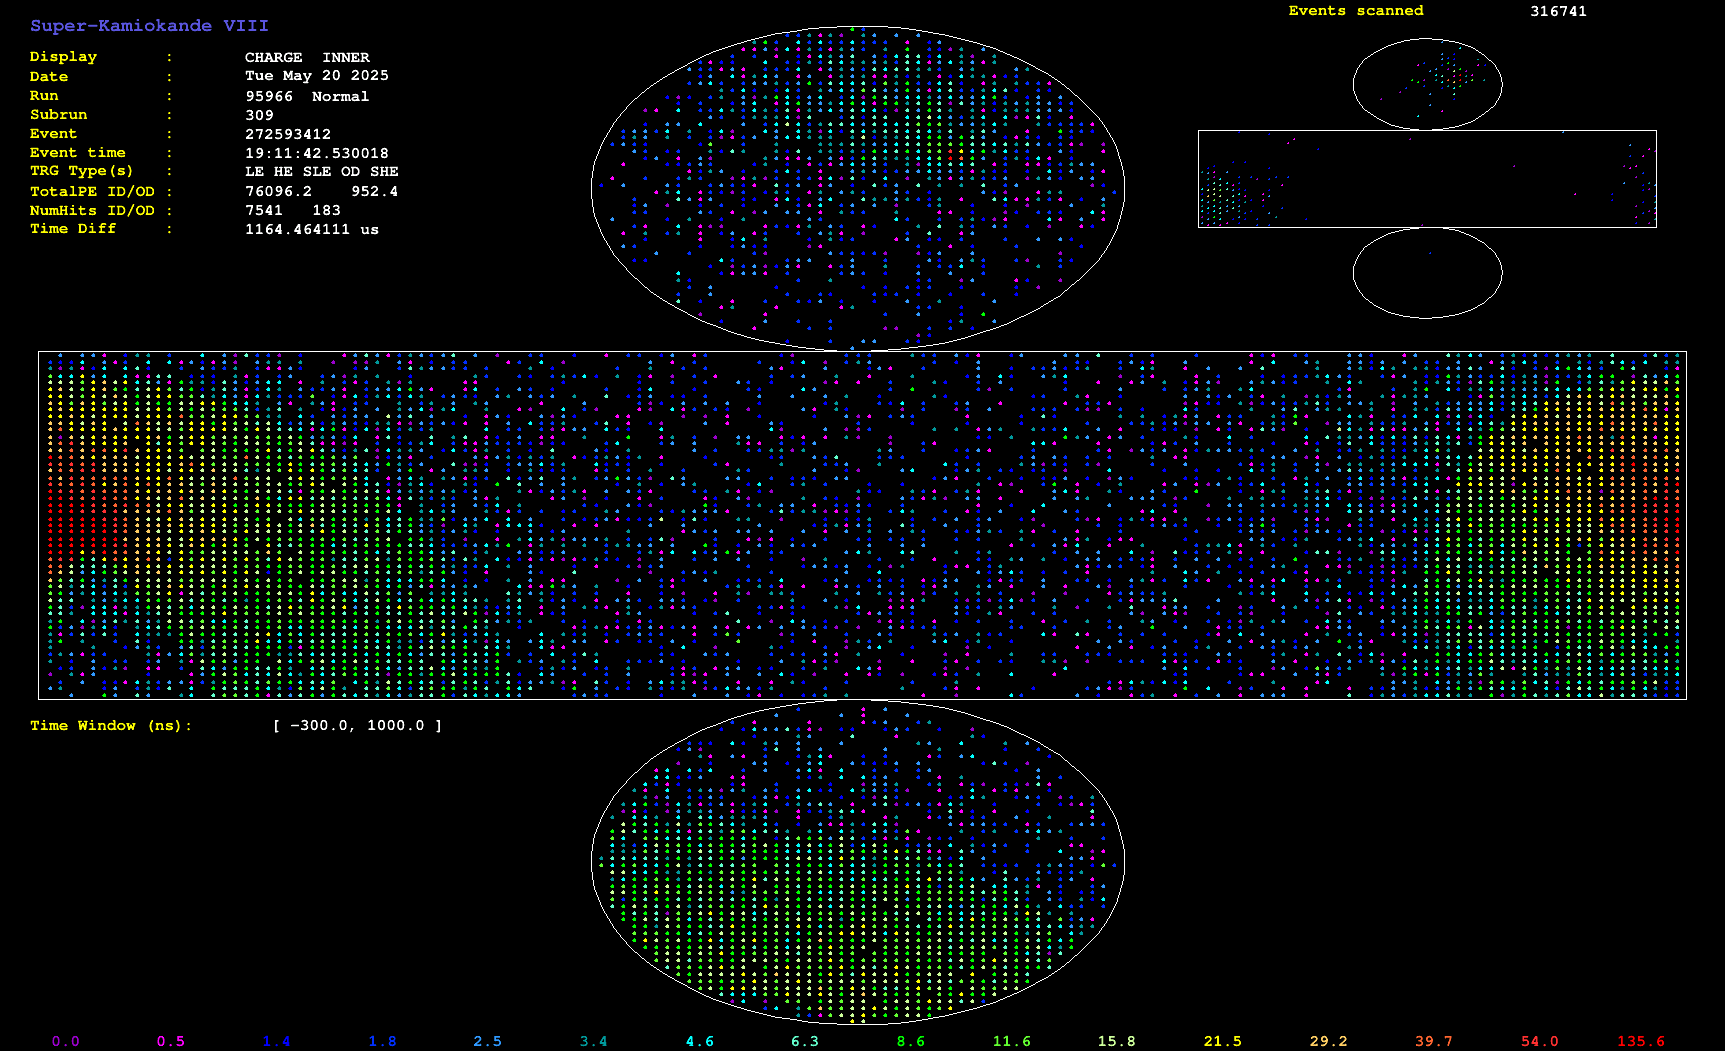 Super-Kamiokande VIII
Events scanned 316741
Display : CHARGE INNER
Date : Tue May 20 2025
Run : 95966 Normal
Subrun : 309
Event : 272593412
Event time : 19:11:42.530018
TRG Type(s) : LE HE SLE OD SHE
TotalPE ID/OD : 76096.2 952.4
NumHits ID/OD : 7541 183
Time Diff : 1164.464111 us
Time Window (ns): [ -300.0, 1000.0 ]
0.0 0.5 1.4 1.8 2.5 3.4 4.6 6.3 8.6 11.6 15.8 21.5 29.2 39.7 54.0 135.6